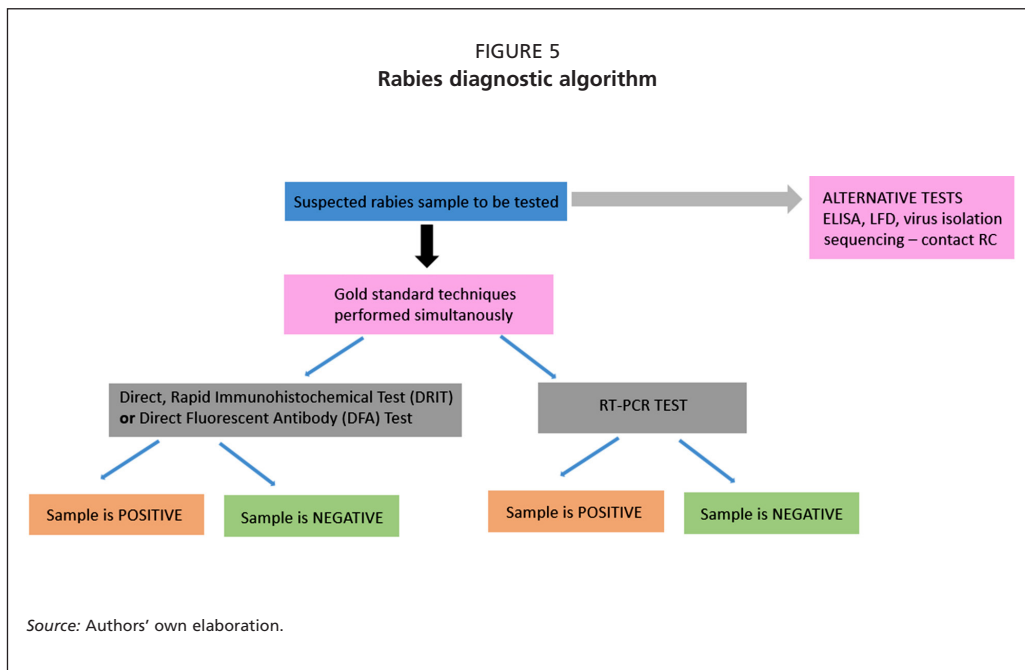 FIGURE 5
Rabies diagnostic algorithm
Suspected rabies sample to be tested
ALTERNATIVE TESTS
ELISA, LFD, virus isolation
sequencing – contact RC
Gold standard techniques
performed simultanously
Direct, Rapid Immunohistochemical Test (DRIT)
or Direct Fluorescent Antibody (DFA) Test
RT-PCR TEST
Sample is POSITIVE
Sample is NEGATIVE
Sample is POSITIVE
Sample is NEGATIVE
Source: Authors’ own elaboration.